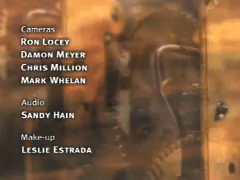 Cameras
Ron Locey
Damon Meyer
Chris Million
Mark Whelan
Audio
Sandy Hain
Make-up
Leslie Estrada